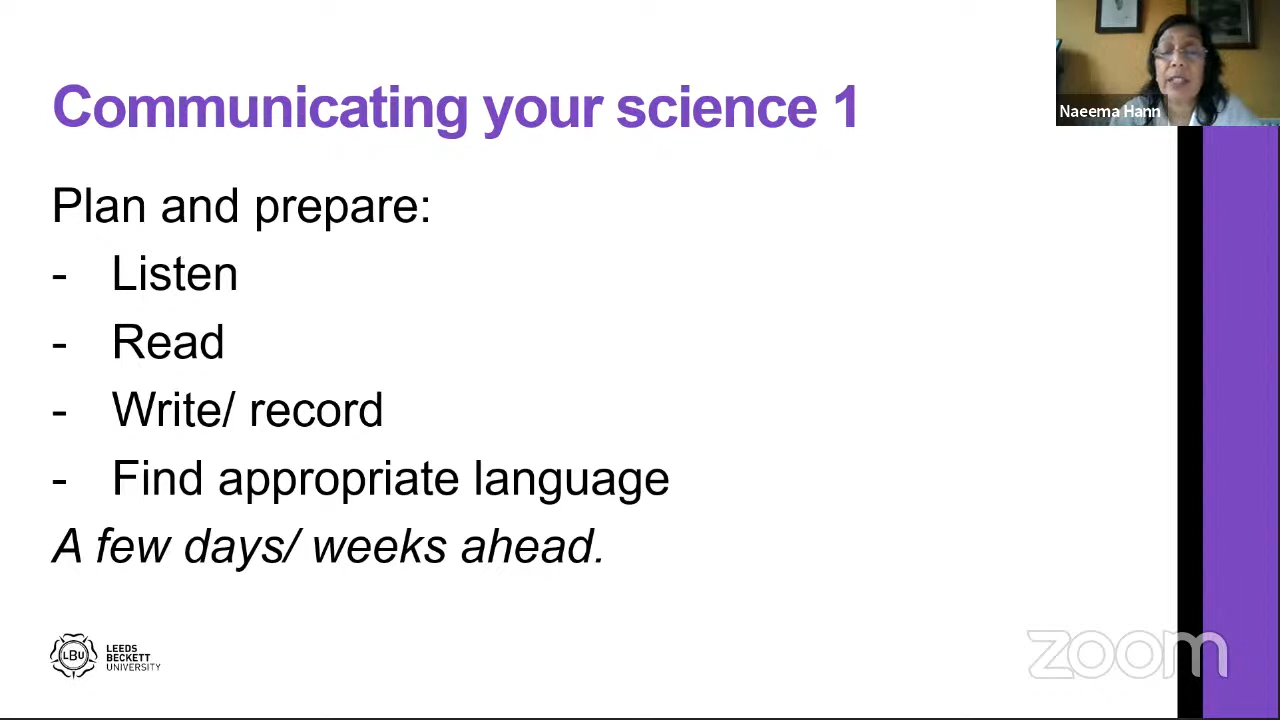 Communicating your science 1
Naeema Hann
Plan and prepare:
- Listen
- Read
- Write/ record
- Find appropriate language
A few days/ weeks ahead.
LBU
LEEDS
BECKETT
UNIVERSITY
zoom